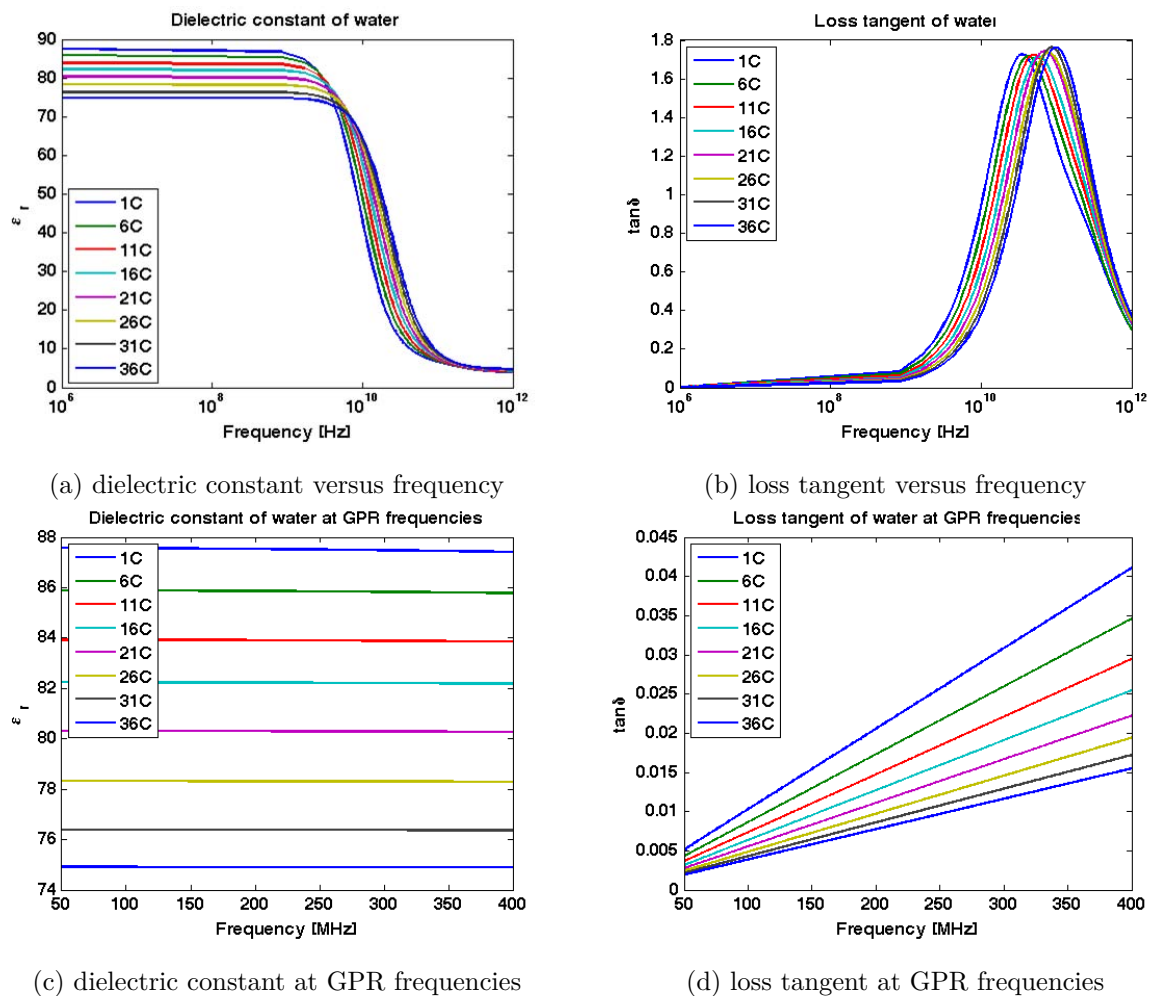 Dielectric constant of water
90
80
70
60
50
40
30
20
10
0
ε r
1C
6C
11C
16C
21C
26C
31C
36C
10^6
10^8
10^10
10^12
Frequency [Hz]
(a) dielectric constant versus frequency
Loss tangent of water
1.8
1.6
1.4
1.2
1
0.8
0.6
0.4
0.2
0
tanδ
1C
6C
11C
16C
21C
26C
31C
36C
10^6
10^8
10^10
10^12
Frequency [Hz]
(b) loss tangent versus frequency
Dielectric constant of water at GPR frequencies
88
86
84
82
80
78
76
74
ε r
1C
6C
11C
16C
21C
26C
31C
36C
50
100
150
200
250
300
350
400
Frequency [MHz]
(c) dielectric constant at GPR frequencies
Loss tangent of water at GPR frequencies
0.045
0.04
0.035
0.03
0.025
0.02
0.015
0.01
0.005
0
tanδ
1C
6C
11C
16C
21C
26C
31C
36C
50
100
150
200
250
300
350
400
Frequency [MHz]
(d) loss tangent at GPR frequencies